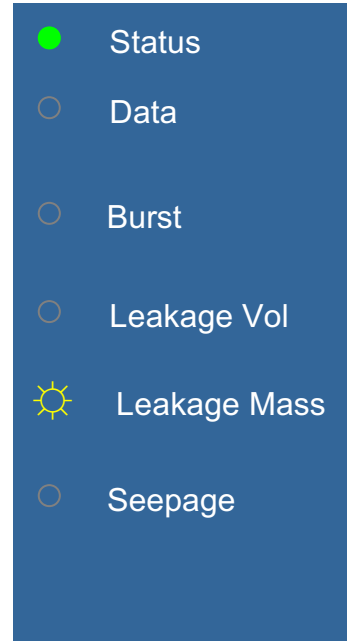 Status
Data
Burst
Leakage Vol
Leakage Mass
Seepage